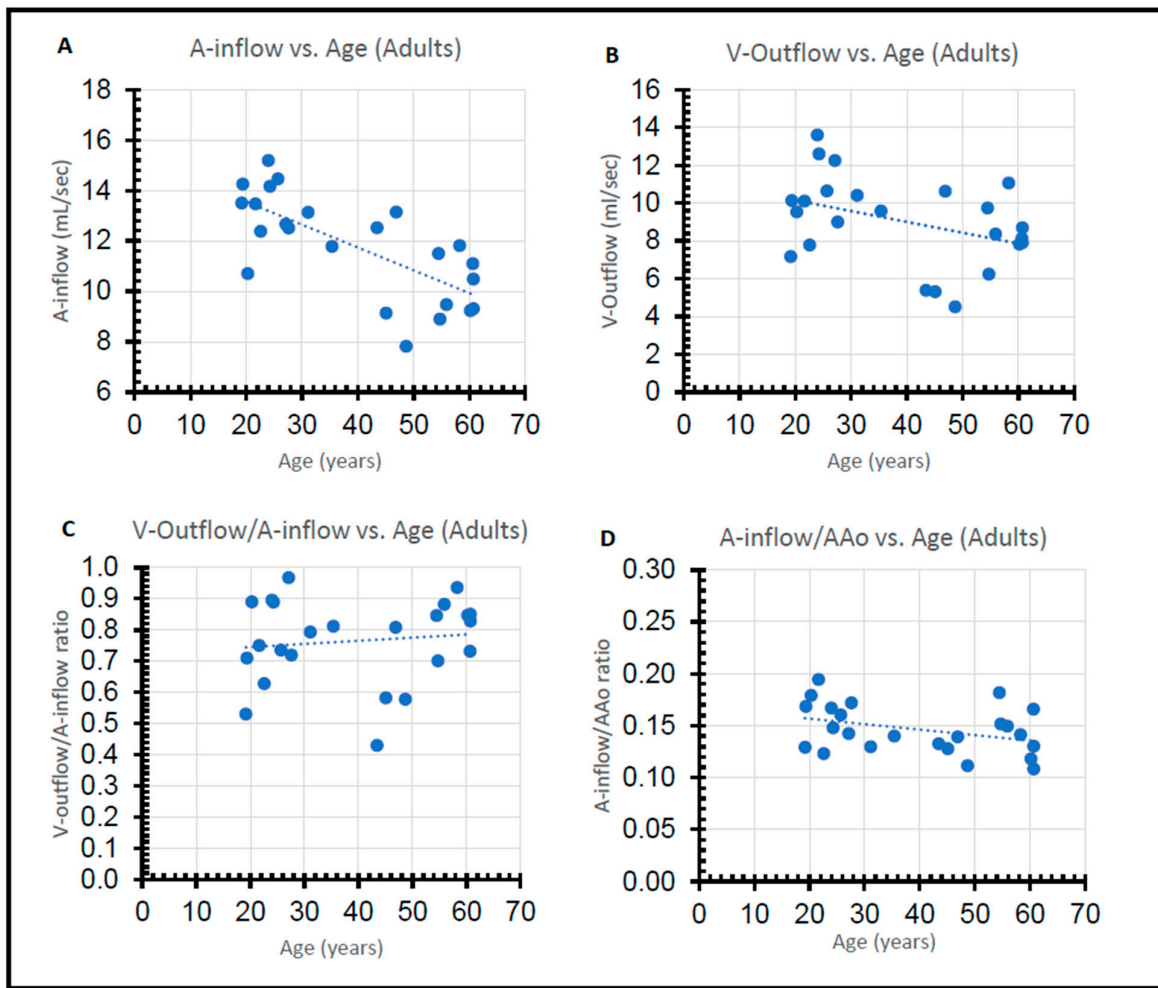 A
A-inflow vs. Age (Adults)
18
16
14
12
10
8
6
A-inflow (mL/sec)
0 10 20 30 40 50 60 70
Age (years)
B
V-Outflow vs. Age (Adults)
16
14
12
10
8
6
4
2
0
V-Outflow (ml/sec)
0 10 20 30 40 50 60 70
Age (years)
C
V-Outflow/A-inflow vs. Age (Adults)
1.0
0.9
0.8
0.7
0.6
0.5
0.4
0.3
0.2
0.1
0.0
V-outflow/A-inflow ratio
0 10 20 30 40 50 60 70
Age (years)
D
A-inflow/AAo vs. Age (Adults)
0.30
0.25
0.20
0.15
0.10
0.05
0.00
A-inflow/AAo ratio
0 10 20 30 40 50 60 70
Age (years)